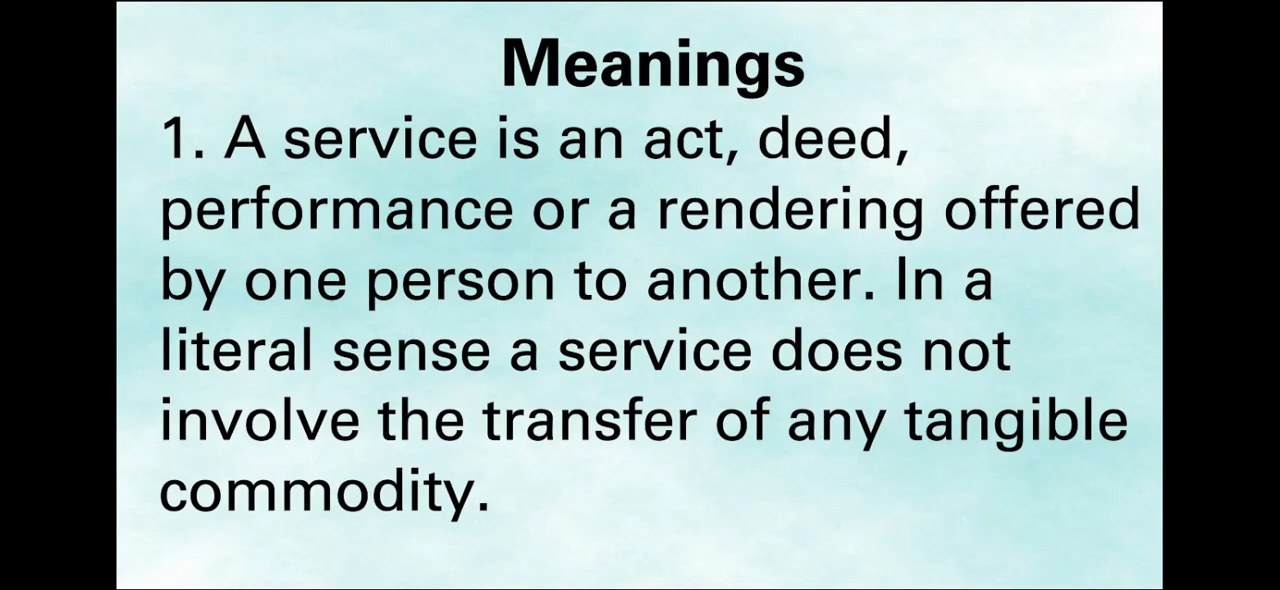 Meanings
1. A service is an act, deed,
performance or a rendering offered
by one person to another. In a
literal sense a service does not
involve the transfer of any tangible
commodity.